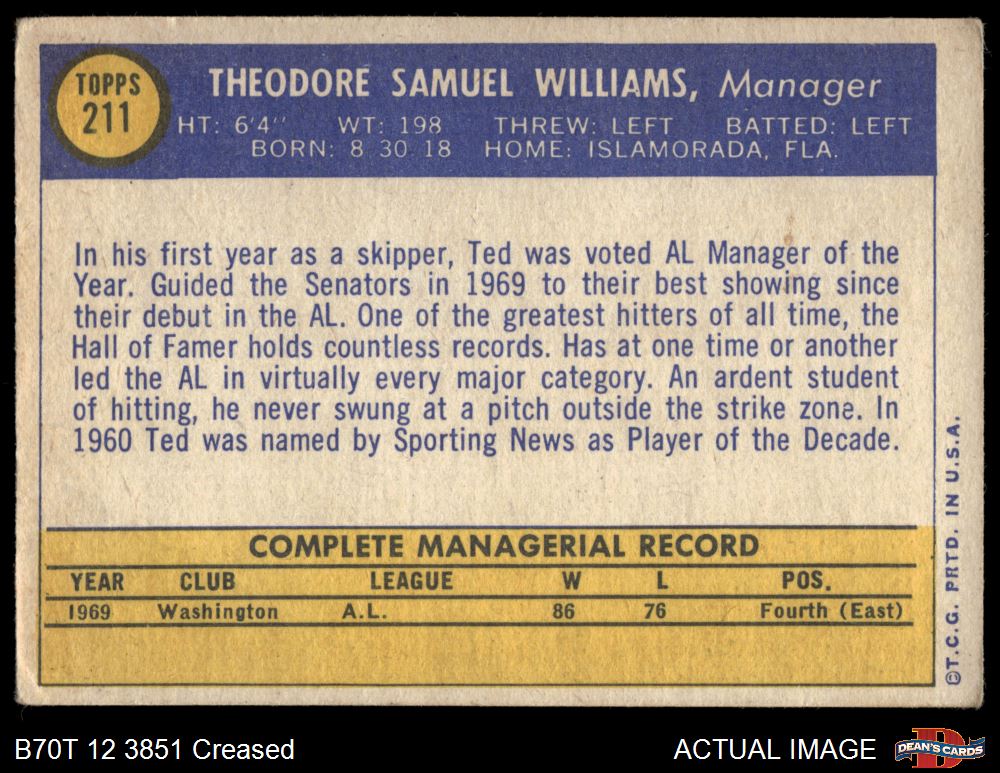 TOPPS
211
THEODORE SAMUEL WILLIAMS, Manager
HT: 6'4" WT: 198 THREW: LEFT BATTED: LEFT
BORN: 8 30 18 HOME: ISLAMORADA, FLA.
In his first year as a skipper, Ted was voted AL Manager of the
Year. Guided the Senators in 1969 to their best showing since
their debut in the AL. One of the greatest hitters of all time, the
Hall of Famer holds countless records. Has at one time or another
led the AL in virtually every major category. An ardent student
of hitting, he never swung at a pitch outside the strike zone. In
1960 Ted was named by Sporting News as Player of the Decade.
COMPLETE MANAGERIAL RECORD
YEAR CLUB LEAGUE W L POS.
1969 Washington A.L. 86 76 Fourth (East)
©T.C.G. PRTD. IN U.S.A.
B70T 12 3851 Creased
ACTUAL IMAGE
DEAN'S CARDS